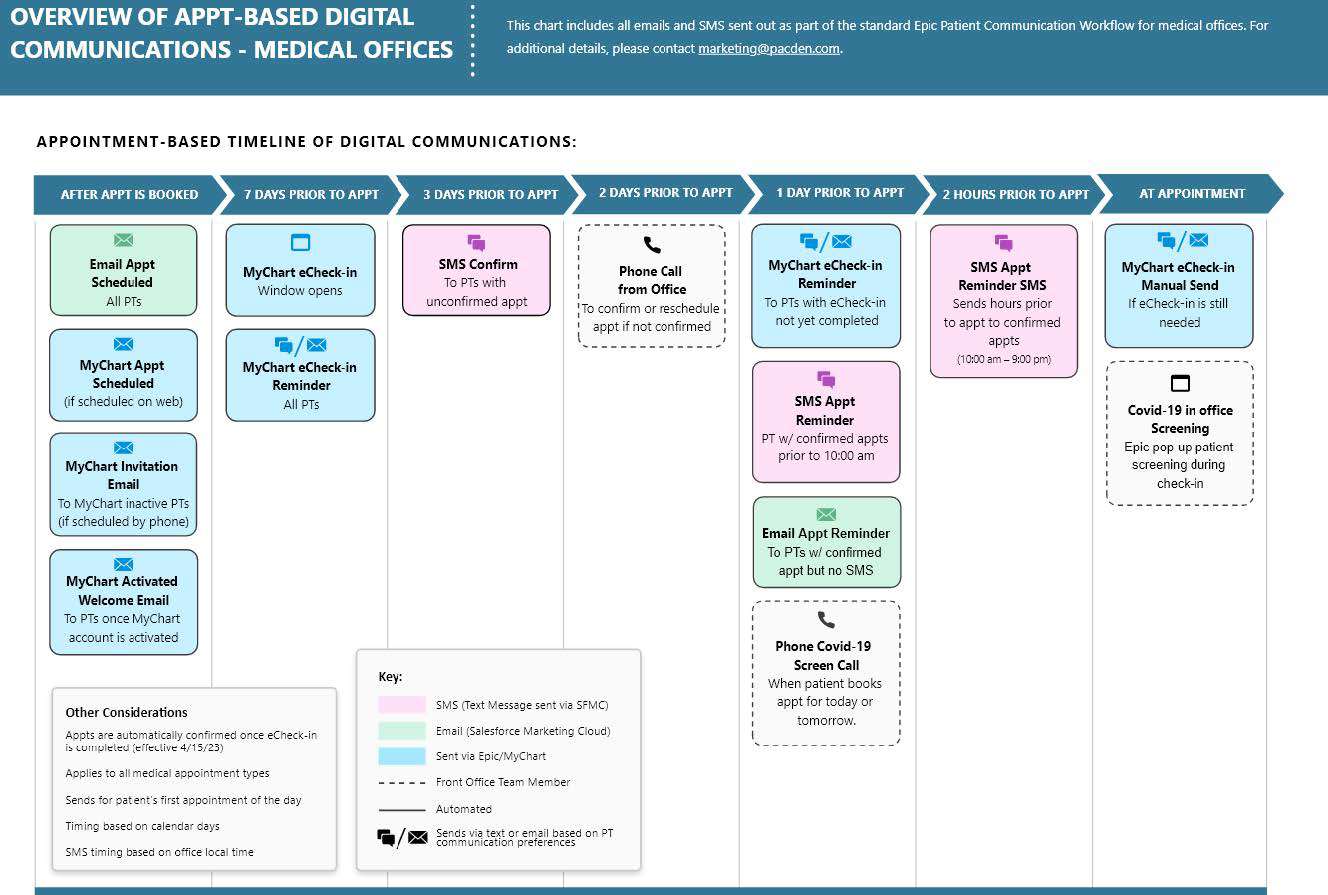 OVERVIEW OF APPT-BASED DIGITAL
COMMUNICATIONS - MEDICAL OFFICES
This chart includes all emails and SMS sent out as part of the standard Epic Patient Communication Workflow for medical offices. For
additional details, please contact marketing@pacden.com.
APPOINTMENT-BASED TIMELINE OF DIGITAL COMMUNICATIONS:
AFTER APPT IS BOOKED
Email Appt
Scheduled
All PTs
MyChart Appt
Scheduled
(if scheduled on web)
MyChart Invitation
Email
To MyChart inactive PTs
(if scheduled by phone)
MyChart Activated
Welcome Email
To PTs once MyChart
account is activated
7 DAYS PRIOR TO APPT
MyChart eCheck-in
Window opens
MyChart eCheck-in
Reminder
All PTs
3 DAYS PRIOR TO APPT
SMS Confirm
To PTs with
unconfirmed appt
2 DAYS PRIOR TO APPT
Phone Call
from Office
To confirm or reschedule
appt if not confirmed
1 DAY PRIOR TO APPT
MyChart eCheck-in
Reminder
To PTs with eCheck-in
not yet completed
SMS Appt
Reminder
PT w/ confirmed appts
prior to 10:00 am
Email Appt Reminder
To PTs w/ confirmed
appt but no SMS
Phone Covid-19
Screen Call
When patient books
appt for today or
tomorrow.
2 HOURS PRIOR TO APPT
SMS Appt
Reminder SMS
Sends hours prior
to appt to confirmed
appts
(10:00 am – 9:00 pm)
AT APPOINTMENT
MyChart eCheck-in
Manual Send
If eCheck-in is still
needed
Covid-19 in office
Screening
Epic pop up patient
screening during
check-in
Other Considerations
Appts are automatically confirmed once eCheck-in
is completed (effective 4/15/23)
Applies to all medical appointment types
Sends for patient's first appointment of the day
Timing based on calendar days
SMS timing based on office local time
Key:
SMS (Text Message sent via SFMC)
Email (Salesforce Marketing Cloud)
Sent via Epic/MyChart
Front Office Team Member
Automated
Sends via text or email based on PT
communication preferences